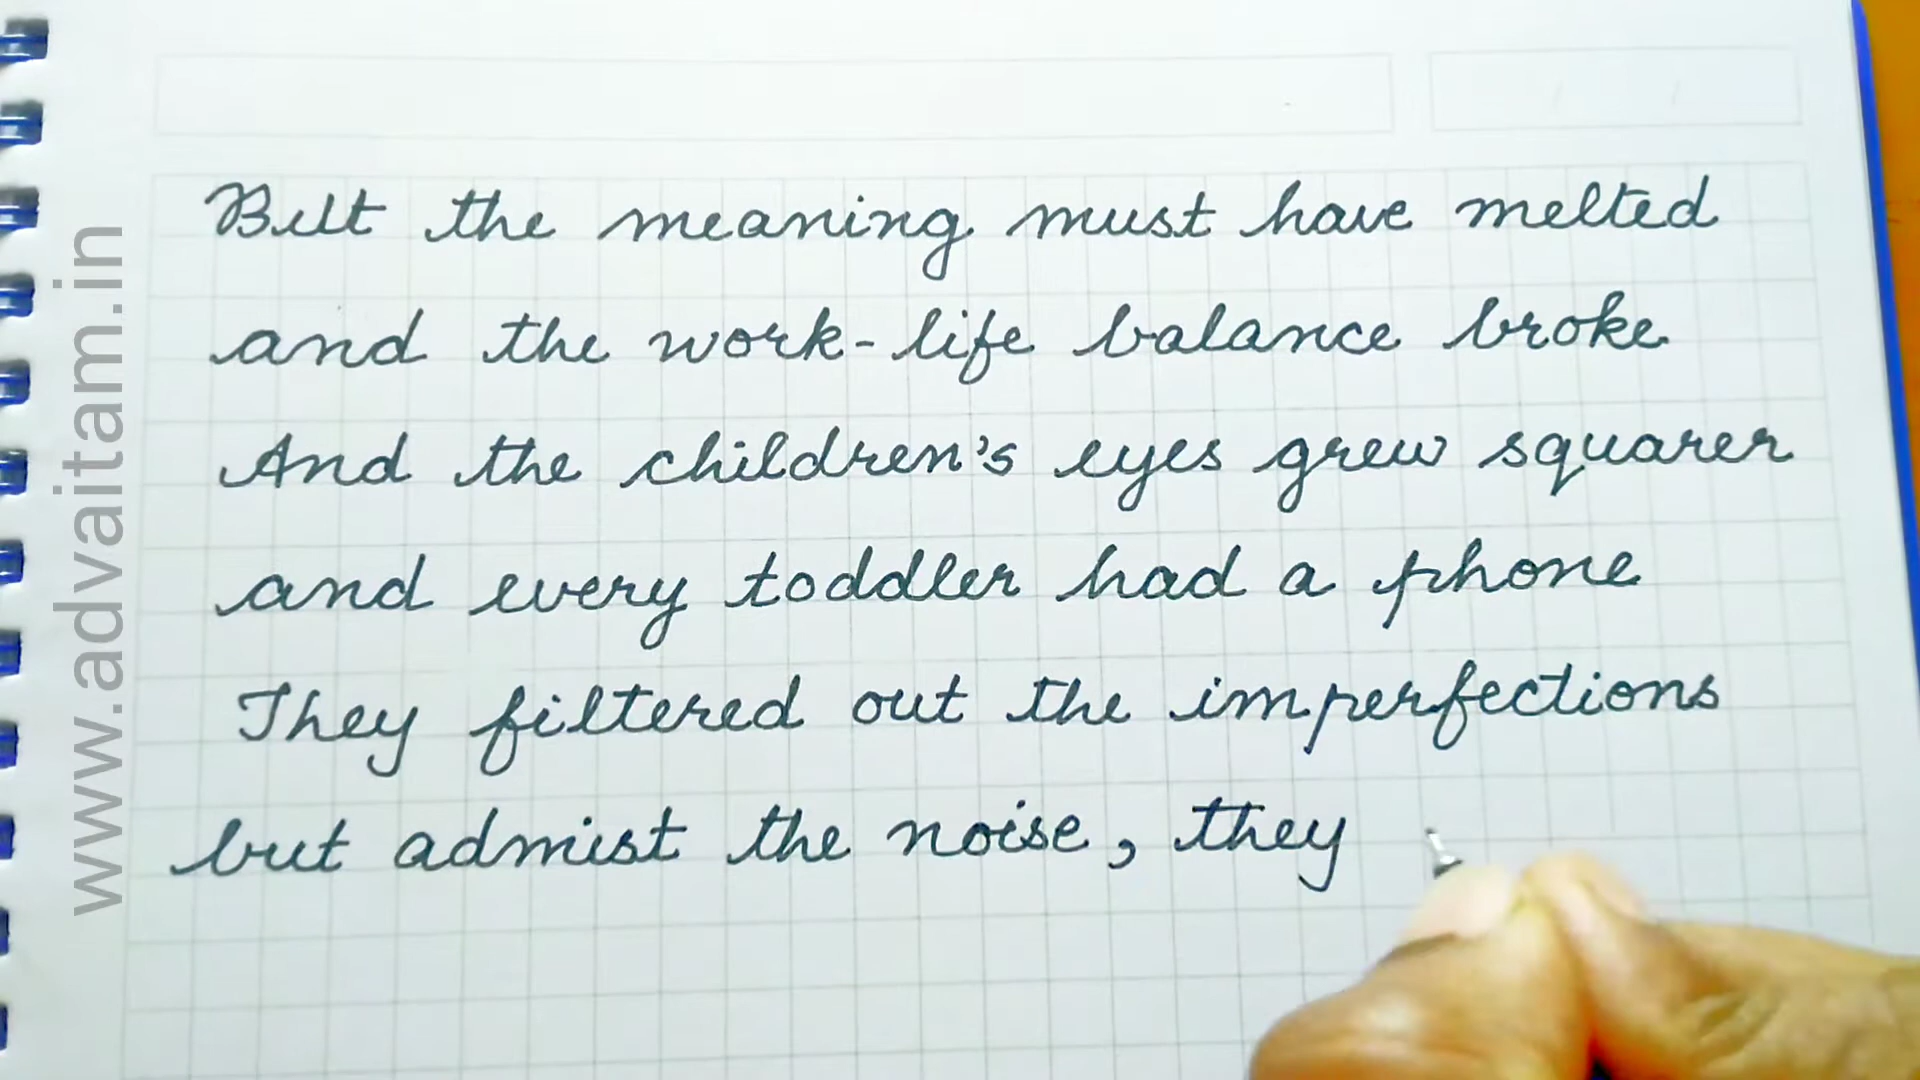 But the meaning must have melted
and the work-life balance broke
And the children's eyes grew squarer
and every toddler had a phone
They filtered out the imperfections
but admist the noise, they
www.advaitam.in